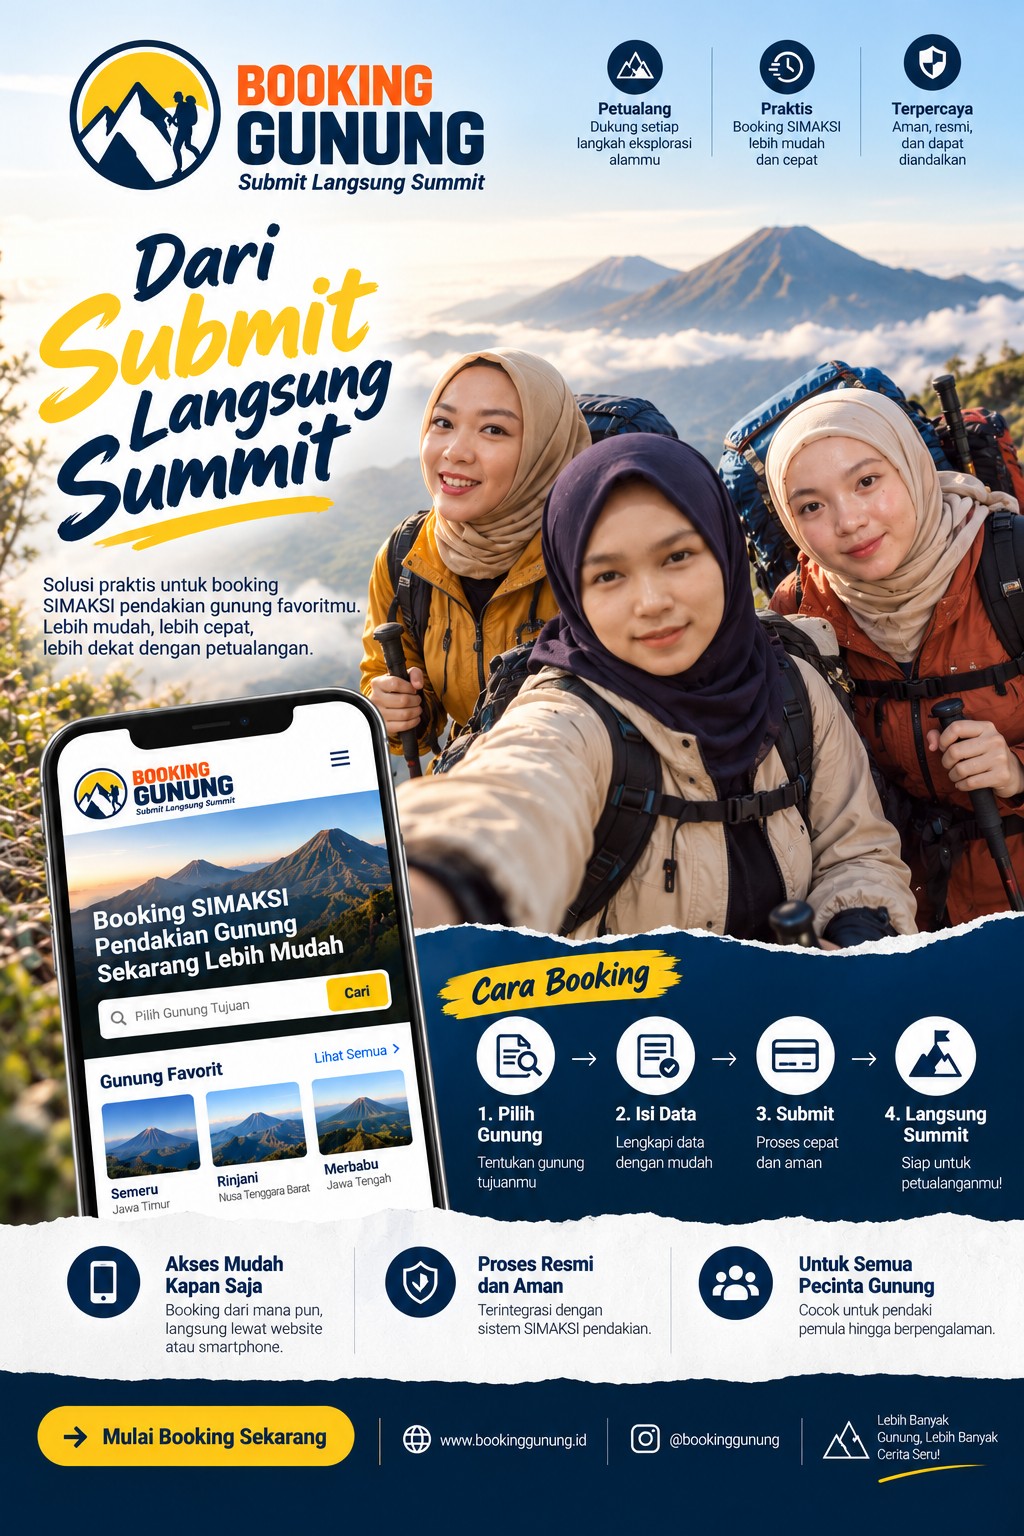 BOOKING
GUNUNG
Submit Langsung Summit
Petualang
Dukung setiap
langkah eksplorasi
alammu
Praktis
Booking SIMAKSI
lebih mudah
dan cepat
Terpercaya
Aman, resmi,
dan dapat
diandalkan
Dari
Submit
Langsung
Summit
Solusi praktis untuk booking
SIMAKSI pendakian gunung favoritmu.
Lebih mudah, lebih cepat,
lebih dekat dengan petualangan.
BOOKING
GUNUNG
Submit Langsung Summit
Booking SIMAKSI
Pendakian Gunung
Sekarang Lebih Mudah
Pilih Gunung Tujuan
Cari
Gunung Favorit
Lihat Semua
Semeru
Jawa Timur
Rinjani
Nusa Tenggara Barat
Merbabu
Jawa Tengah
Cara Booking
1. Pilih
Gunung
Tentukan gunung
tujuanmu
2. Isi Data
Lengkapi data
dengan mudah
3. Submit
Proses cepat
dan aman
4. Langsung
Summit
Siap untuk
petualanganmu!
Akses Mudah
Kapan Saja
Booking dari mana pun,
langsung lewat website
atau smartphone.
Proses Resmi
dan Aman
Terintegrasi dengan
sistem SIMAKSI pendakian.
Untuk Semua
Pecinta Gunung
Cocok untuk pendaki
pemula hingga berpengalaman.
Mulai Booking Sekarang
www.bookinggunung.id
@bookinggunung
Lebih Banyak
Gunung, Lebih Banyak
Cerita Seru!